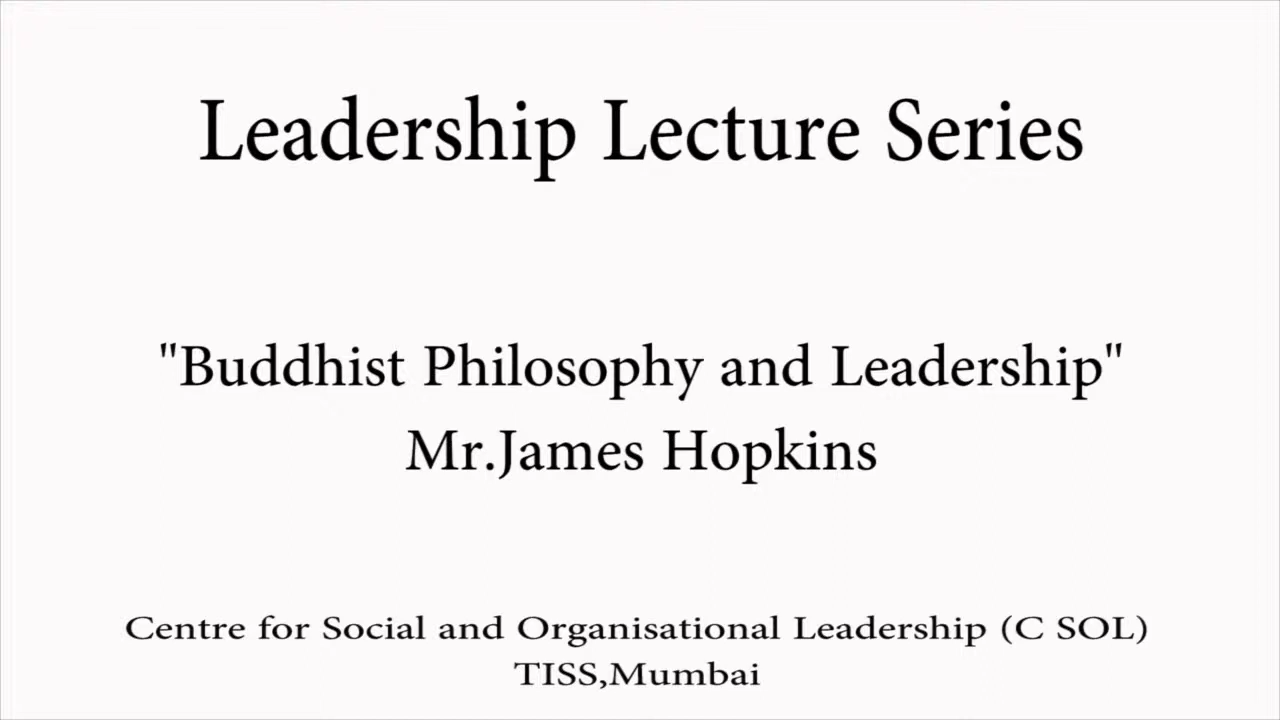 Leadership Lecture Series
"Buddhist Philosophy and Leadership"
Mr.James Hopkins
Centre for Social and Organisational Leadership (C SOL)
TISS,Mumbai